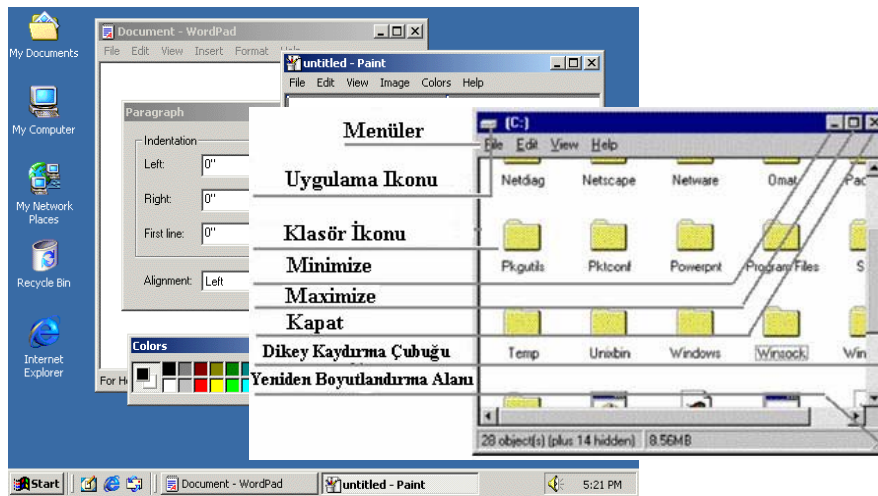 My Documents
My Computer
My Network
Places
Recycle Bin
Internet
Explorer
Document - WordPad
File Edit View Insert Format Help
untitled - Paint
File Edit View Image Colors Help
Paragraph
Indentation
Left: 0"
Right: 0"
First line: 0"
Alignment: Left
Colors
For H
Menüler
Uygulama Ikonu
Klasör İkonu
Minimize
Maximize
Kapat
Dikey Kaydırma Çubuğu
Yeniden Boyutlandırma Alanı
(C:)
File Edit View Help
Netdiag Netscape Netware Omat Pac
Pkgutils Pktconf Powerpnt Program Files S
Temp Unixbin Windows Winsock Win
28 object(s) (plus 14 hidden) 8.56MB
Start Document - WordPad untitled - Paint 5:21 PM